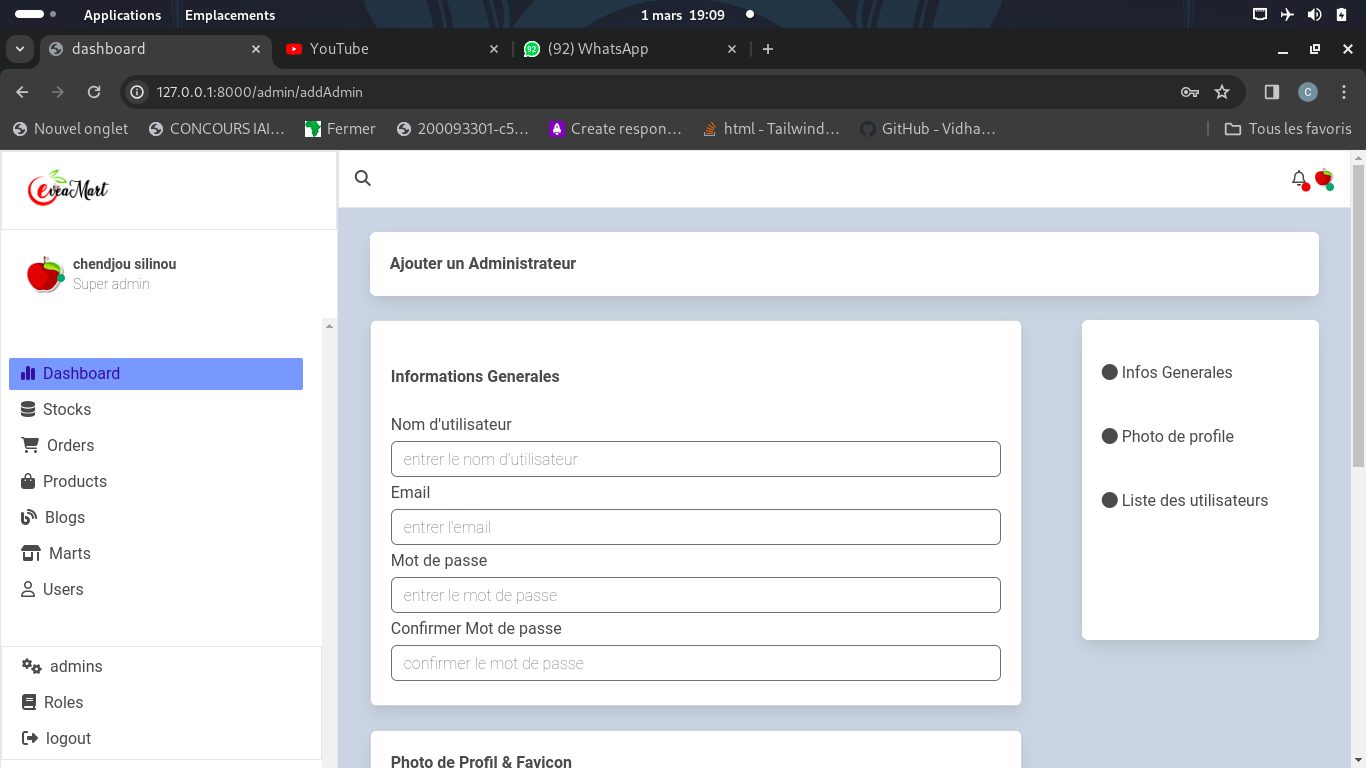 Applications Emplacements 1 mars 19:09
dashboard YouTube 92 (92) WhatsApp
127.0.0.1:8000/admin/addAdmin C
Nouvel onglet CONCOURS IAI... Fermer 200093301-c5... Create respon... html - Tailwind... GitHub - Vidha... Tous les favoris
eveaMart
chendjou silinou
Super admin
Dashboard
Stocks
Orders
Products
Blogs
Marts
Users
admins
Roles
logout
Ajouter un Administrateur
Informations Generales
Nom d'utilisateur
entrer le nom d'utilisateur
Email
entrer l'email
Mot de passe
entrer le mot de passe
Confirmer Mot de passe
confirmer le mot de passe
Photo de Profil & Favicon
Infos Generales
Photo de profile
Liste des utilisateurs